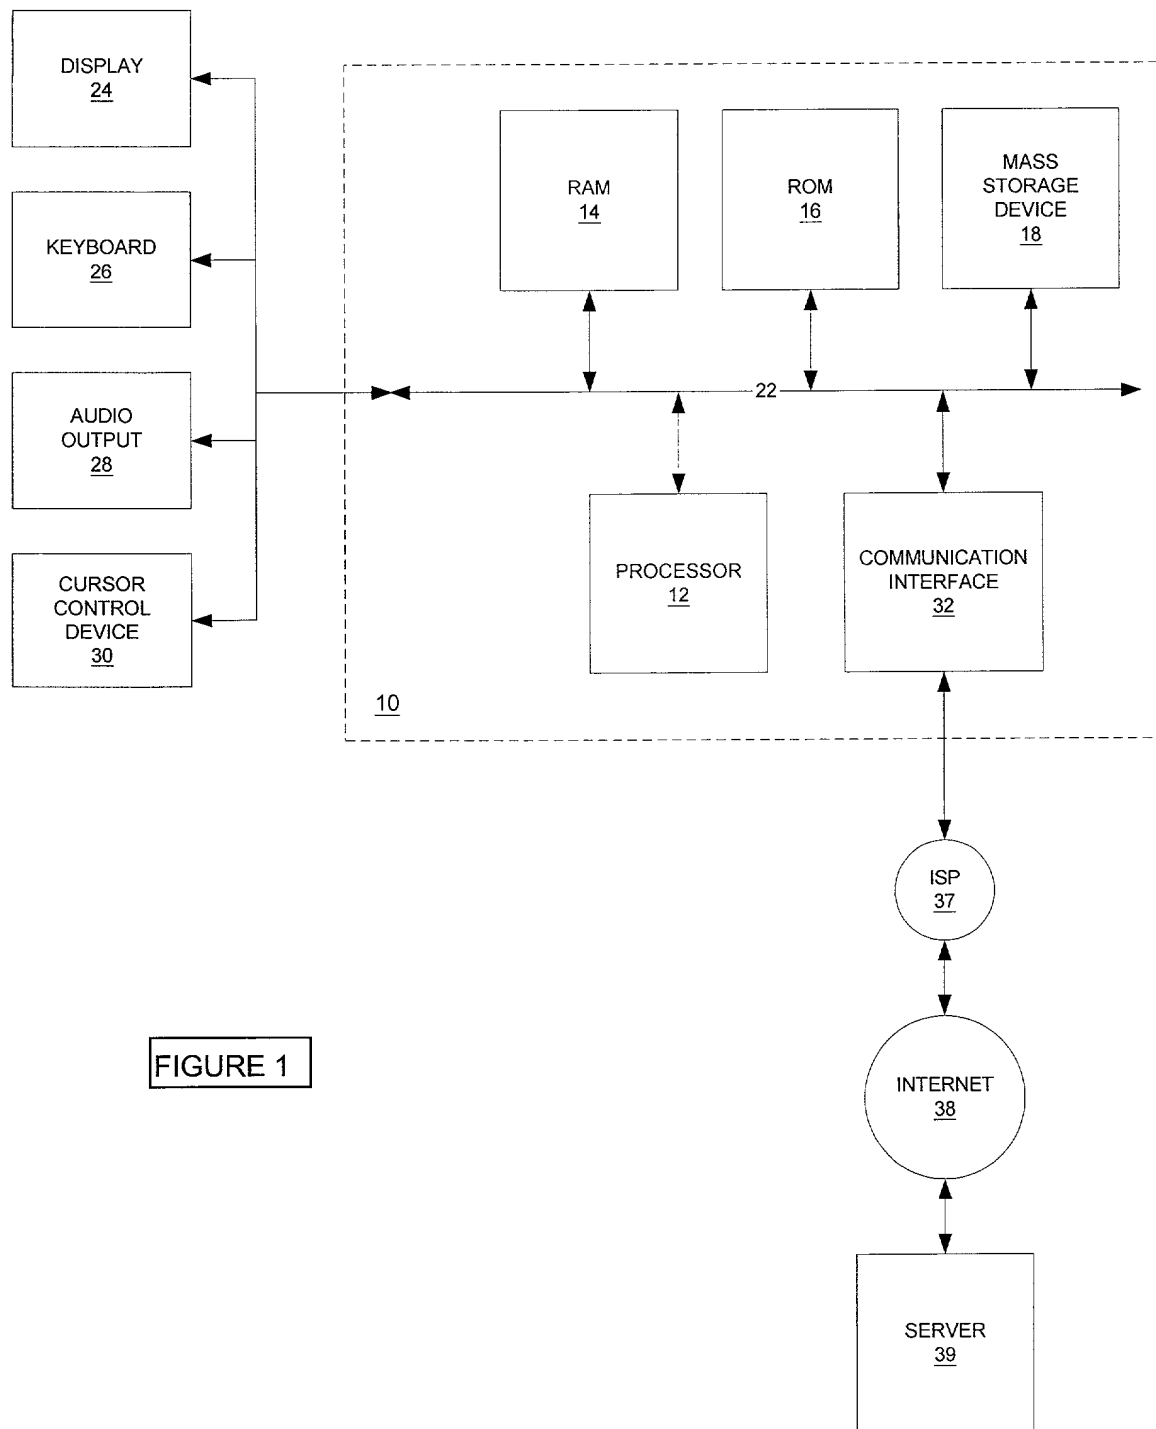 DISPLAY
24
KEYBOARD
26
AUDIO
OUTPUT
28
CURSOR
CONTROL
DEVICE
30
RAM
14
ROM
16
MASS
STORAGE
DEVICE
18
22
PROCESSOR
12
COMMUNICATION
INTERFACE
32
10
ISP
37
INTERNET
38
SERVER
39
FIGURE 1